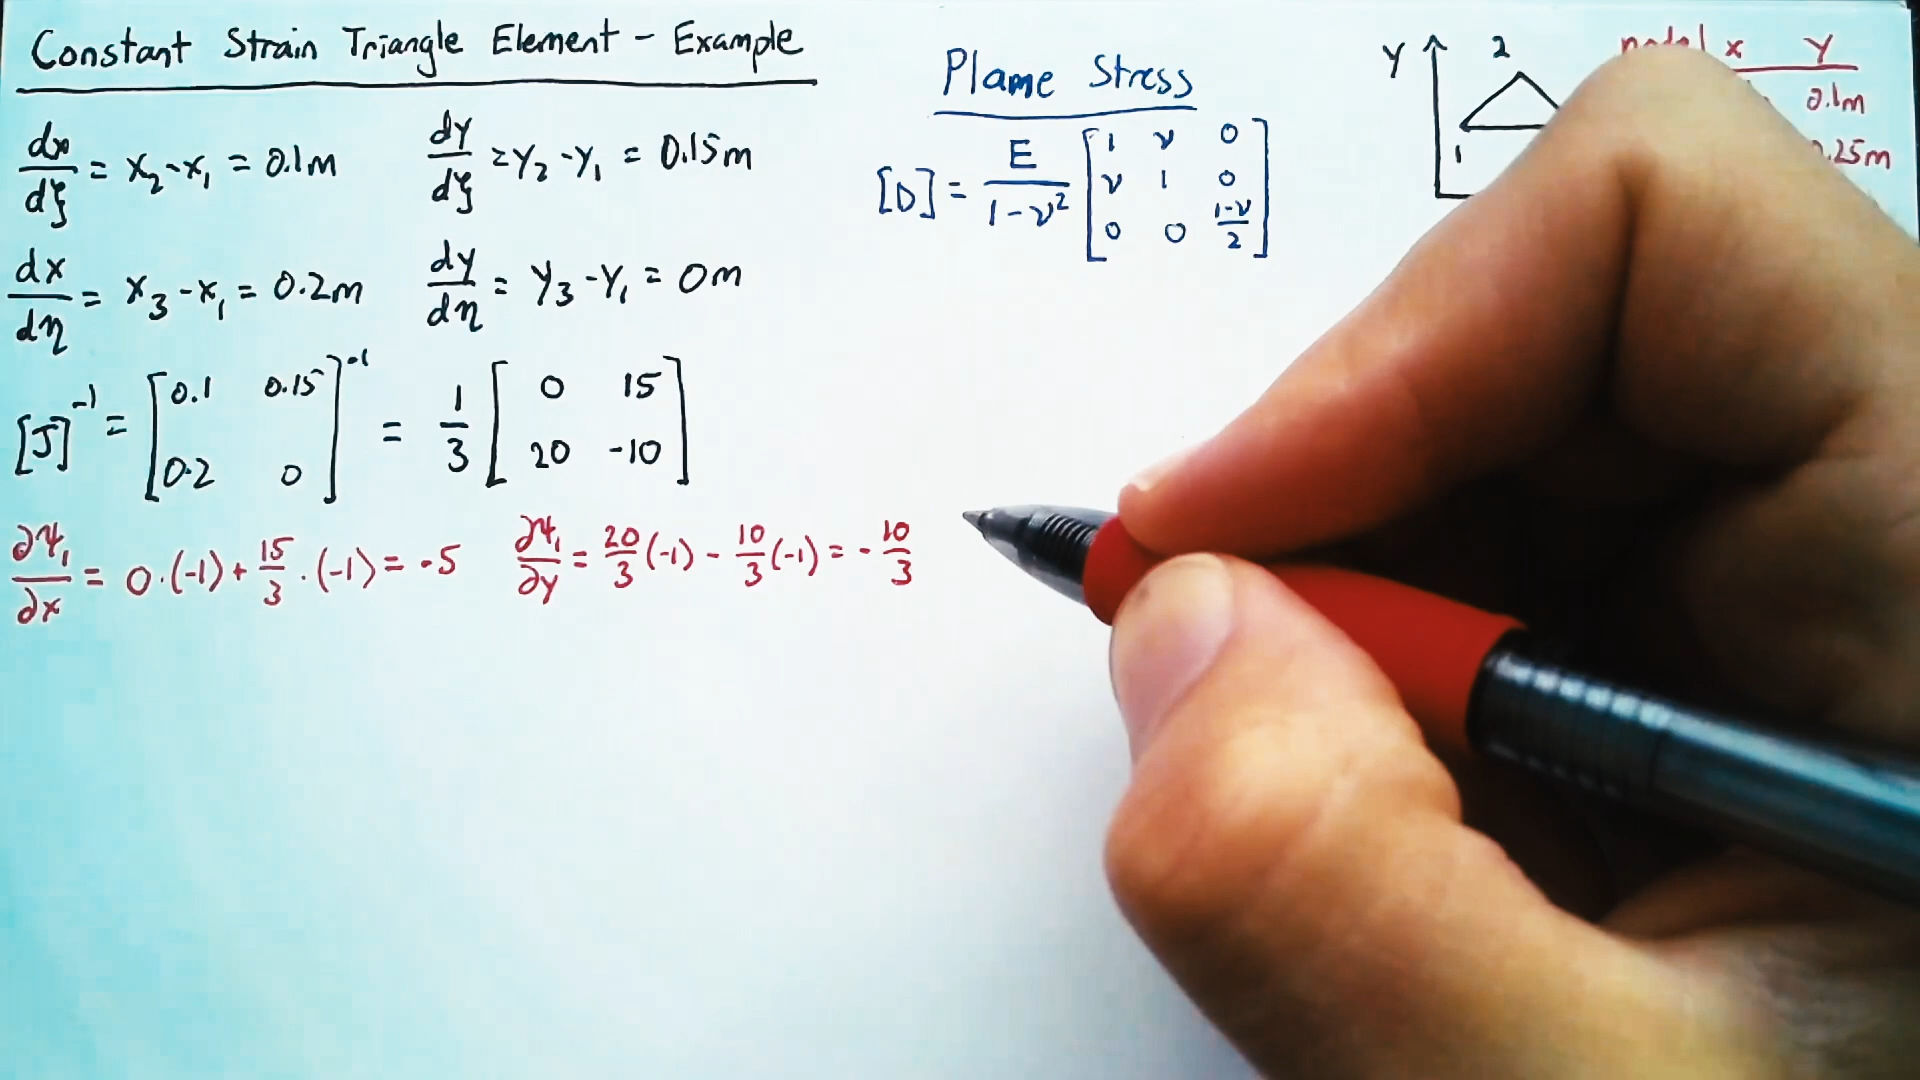 Constant Strain Triangle Element - Example
dx/dξ = x₂-x₁ = 0.1m
dy/dξ = y₂-y₁ = 0.15m
dx/dη = x₃-x₁ = 0.2m
dy/dη = y₃-y₁ = 0m
[J]⁻¹ = [0.1 0.15
0.2 0]⁻¹ = 1/3 [0 15
20 -10]
∂Ψ₁/∂x = 0·(-1)+15/3·(-1) = -5
∂Ψ₁/∂y = 20/3(-1) - 10/3(-1) = -10/3
Plame Stress
[D] = E/1-ν² [1 ν 0
ν 1 0
0 0 1-ν/2]
Y
2
1
x y
0.1m
.25m